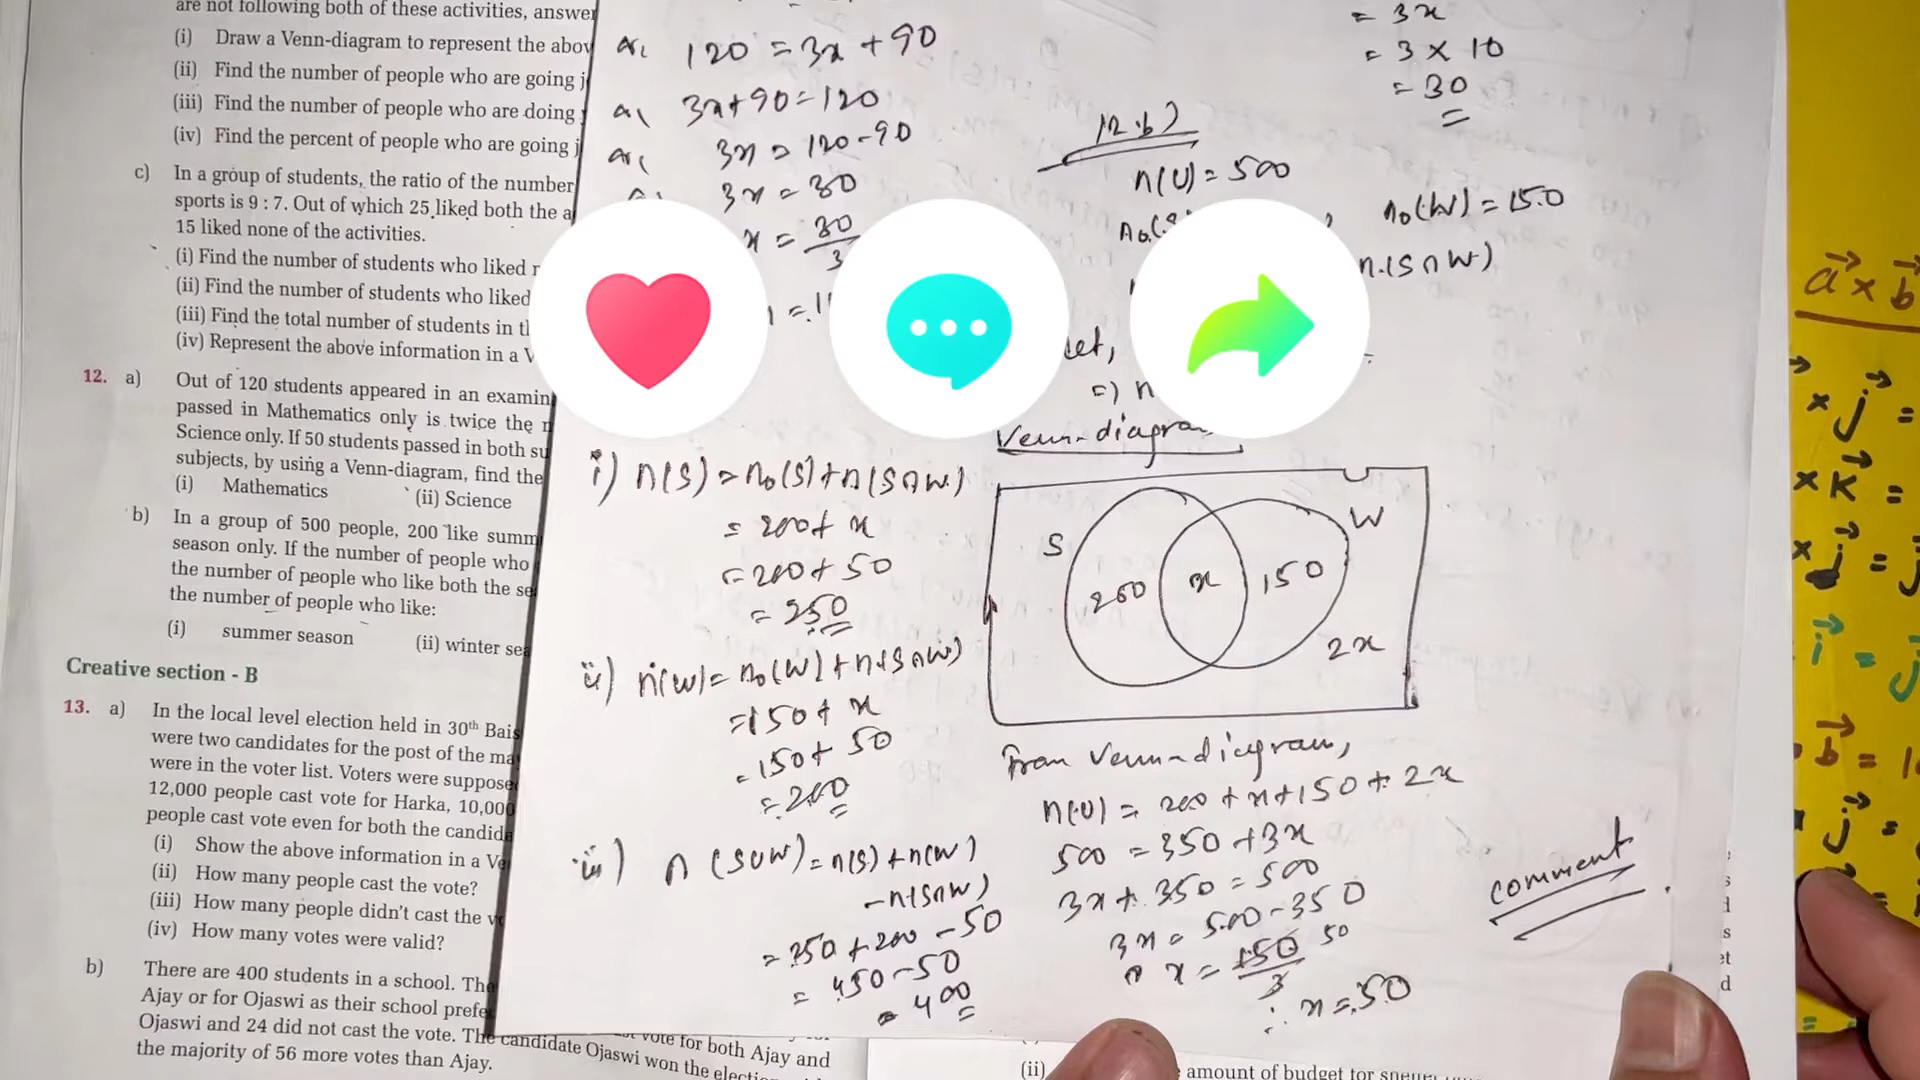 are not following both of these activities, answer
(i) Draw a Venn-diagram to represent the abov
(ii) Find the number of people who are going j
(iii) Find the number of people who are doing
(iv) Find the percent of people who are going j
c) In a group of students, the ratio of the number
sports is 9 : 7. Out of which 25 liked both the a
15 liked none of the activities.
(i) Find the number of students who liked
(ii) Find the number of students who liked
(iii) Find the total number of students in t
(iv) Represent the above information in a V
12. a) Out of 120 students appeared in an examin
passed in Mathematics only is twice the
Science only. If 50 students passed in both su
subjects, by using a Venn-diagram, find the
(i) Mathematics (ii) Science
b) In a group of 500 people, 200 like summ
season only. If the number of people who
the number of people who like both the se
the number of people who like:
(i) summer season (ii) winter sea
Creative section - B
13. a) In the local level election held in 30th Bais
were two candidates for the post of the ma
were in the voter list. Voters were suppose
12,000 people cast vote for Harka, 10,000
people cast vote even for both the candida
(i) Show the above information in a Ve
(ii) How many people cast the vote?
(iii) How many people didn't cast the v
(iv) How many votes were valid?
b) There are 400 students in a school. The
Ajay or for Ojaswi as their school prefe
Ojaswi and 24 did not cast the vote. The candidate Ojaswi won the electi
vote for both Ajay and
the majority of 56 more votes than Ajay.
(ii) amount of budget for
120 = 3x + 90
3x + 90 = 120
3x = 120 - 90
3x = 30
x = 30
3
i) n(S) = no(S) + n(S∩W)
= 200 + x
= 200 + 50
= 250
ii) n(W) = no(W) + n(S∩W)
= 150 + x
= 150 + 50
= 200
iii) n(S∪W) = n(S) + n(W)
- n(S∩W)
= 250 + 200 - 50
= 450 - 50
= 400
= 3x
= 3 × 10
= 30
12.b)
n(U) = 500
no(W) = 150
n(S∩W)
Let,
Venn-diagram
S W
200 x 150
2x
From Venn-diagram,
n(U) = 200 + x + 150 + 2x
500 = 350 + 3x
3x + 350 = 500
3x = 500 - 350
x = 150 50
3
∴ x = 50
comment
a⃗ × b⃗
× j⃗ =
× k⃗ =
i⃗ = j⃗
b⃗ =